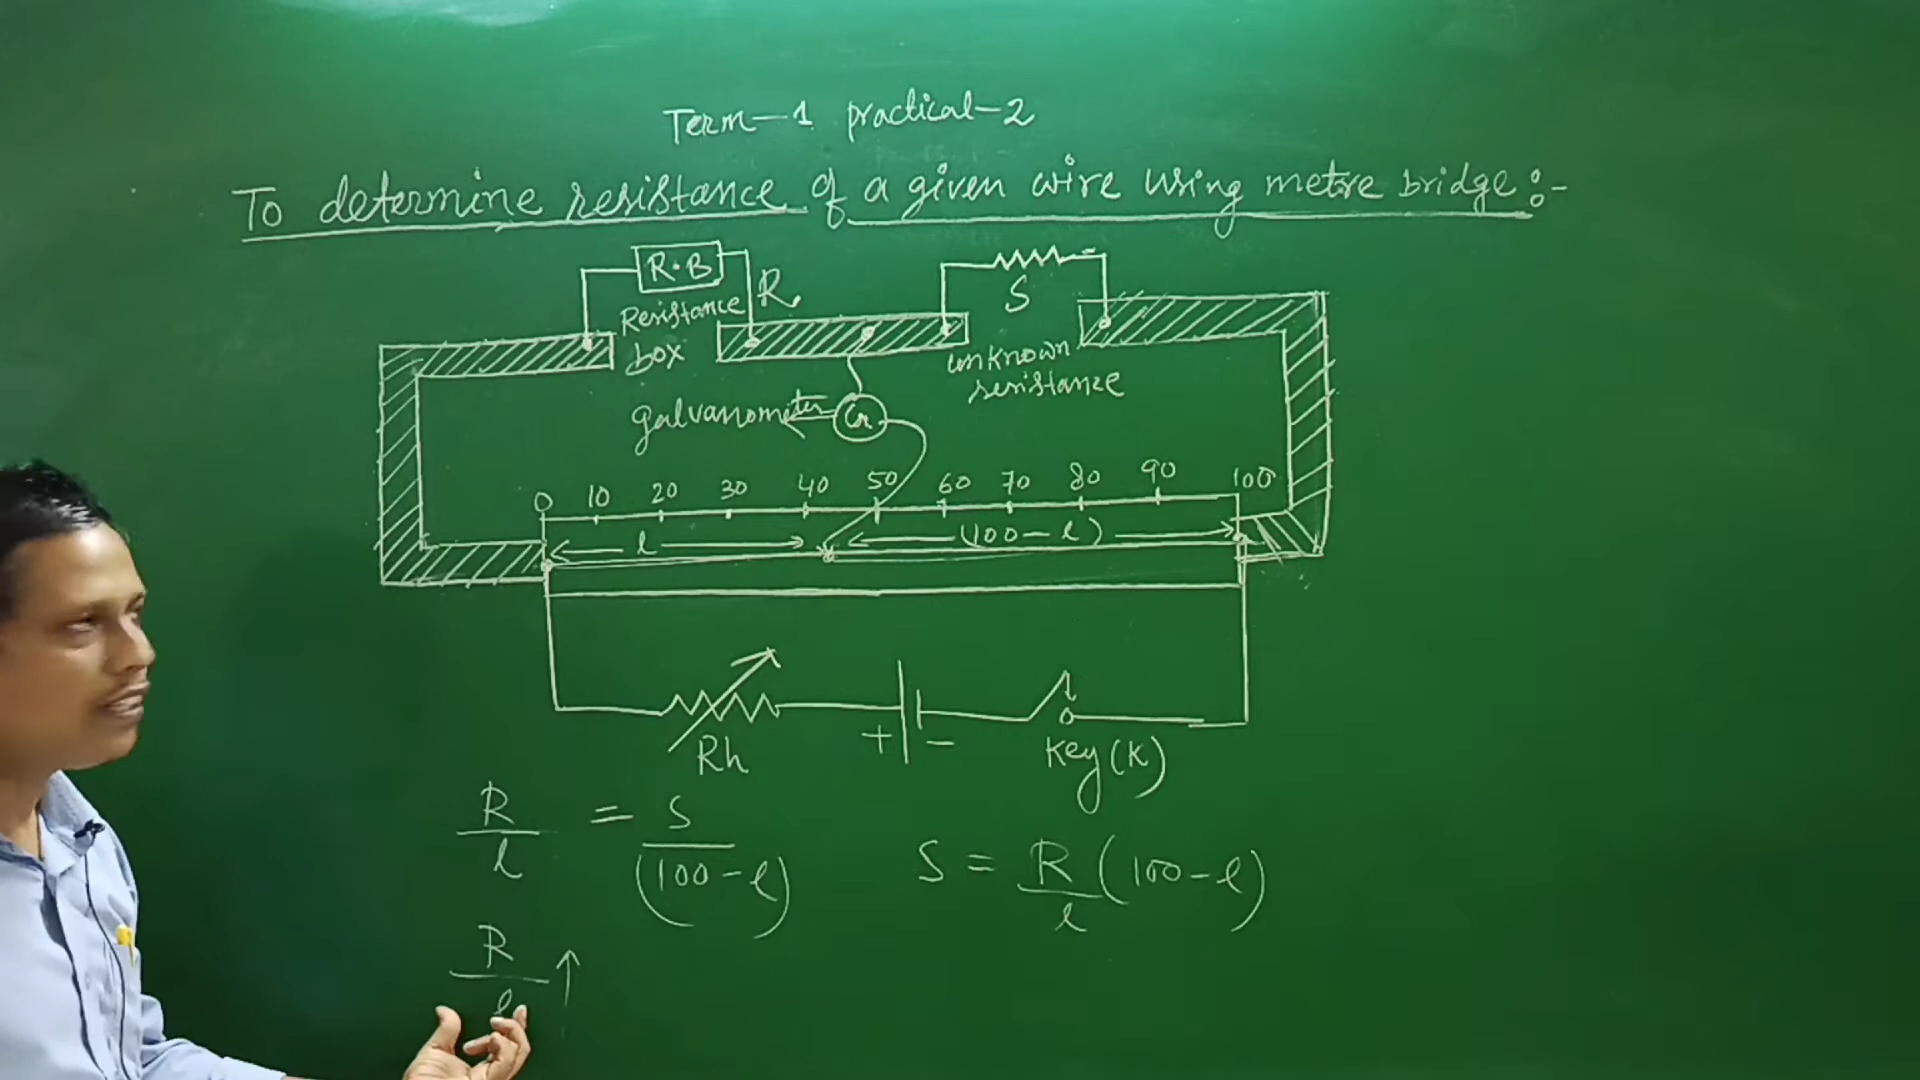 Term-1 practical-2
To determine resistance of a given wire using metre bridge:-
R.B
R
S
Resistance
box
unknown
resistance
galvanometer
G
0 10 20 30 40 50 60 70 80 90 100
l
(100-l)
Rh
+
-
Key(K)
R/l = S/(100-l)
S = R/l (100-l)
R/l ↑